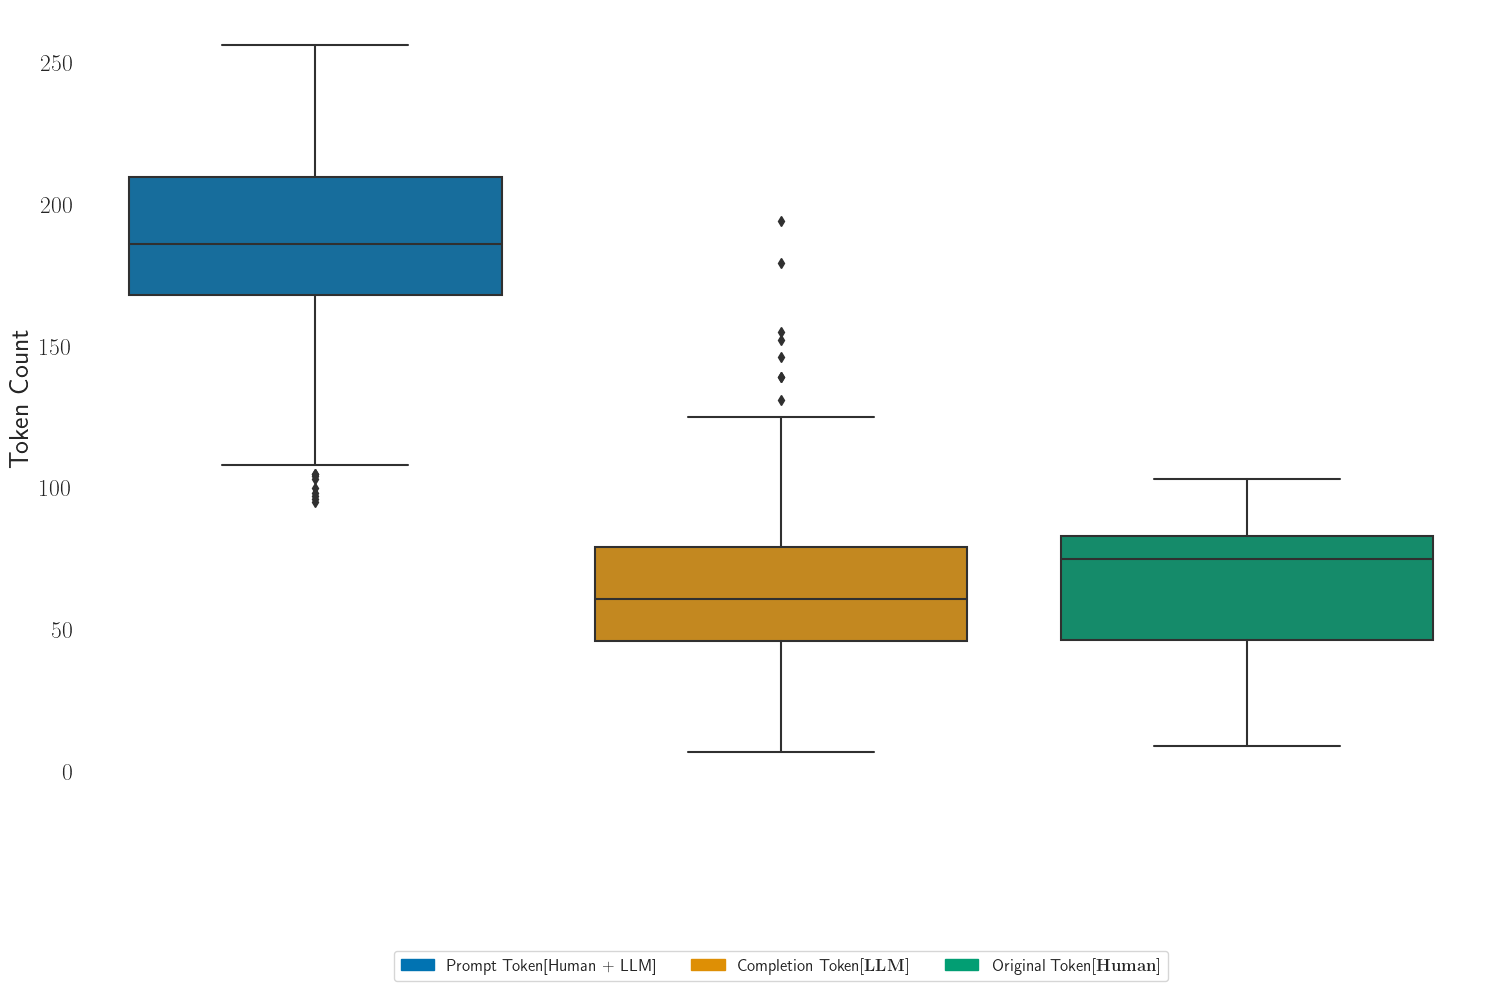 250
200
150
100
50
0
Token Count
Prompt Token[Human + LLM]
Completion Token[LLM]
Original Token[Human]